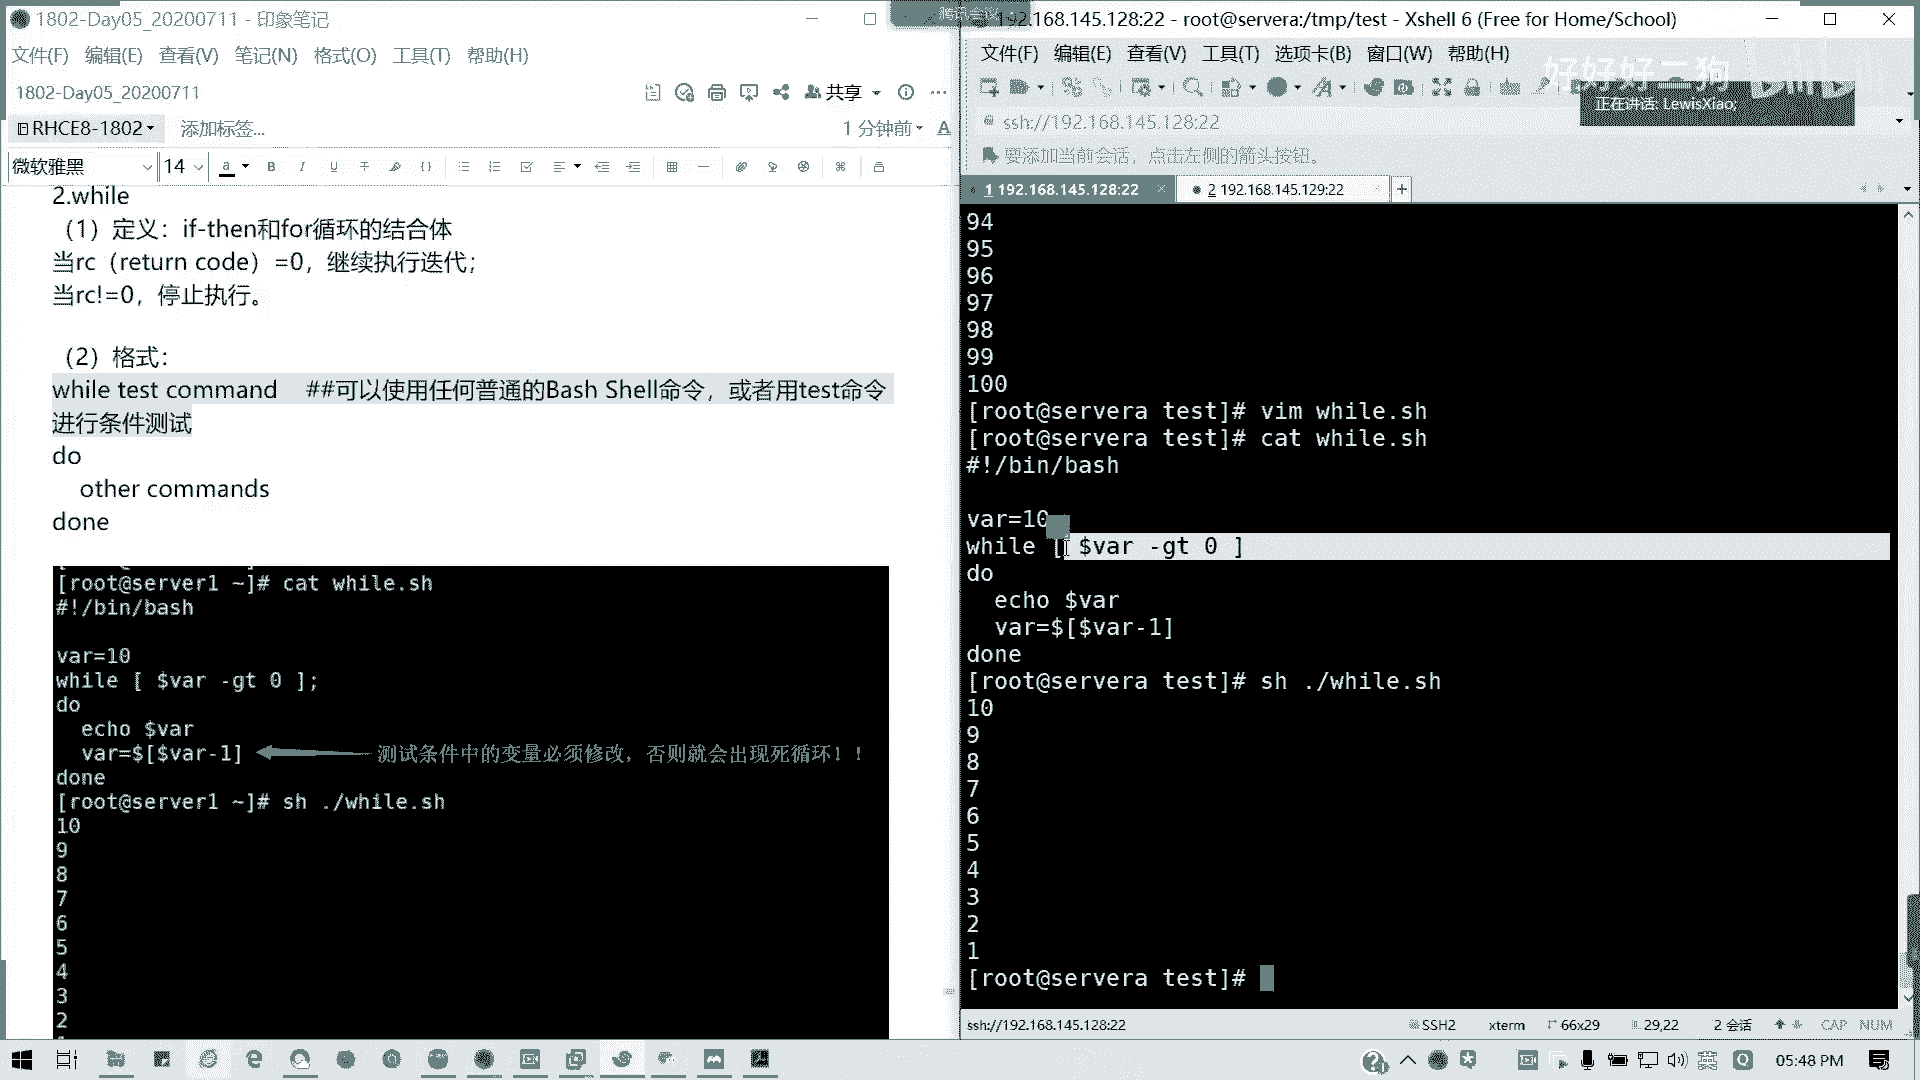 1802-Day05_20200711 - 印象笔记
文件(F) 编辑(E) 查看(V) 笔记(N) 格式(O) 工具(T) 帮助(H)
1802-Day05_20200711
共享
RHCE8-1802
添加标签...
1 分钟前
微软雅黑 14
2.while
（1）定义：if-then和for循环的结合体
当rc（return code）=0，继续执行迭代；
当rc!=0，停止执行。
（2）格式：
while test command ##可以使用任何普通的Bash Shell命令，或者用test命令
进行条件测试
do
other commands
done
[root@server1 ~]# cat while.sh
#!/bin/bash
var=10
while [ $var -gt 0 ];
do
echo $var
var=$[$var-1]
测试条件中的变量必须修改，否则就会出现死循环！！
done
[root@server1 ~]# sh ./while.sh
10
9
8
7
6
5
4
3
2
腾讯会议
192.168.145.128:22 - root@servera:/tmp/test - Xshell 6 (Free for Home/School)
文件(F) 编辑(E) 查看(V) 工具(T) 选项卡(B) 窗口(W) 帮助(H)
好好好二狗
正在讲话: LewisXiao;
ssh://192.168.145.128:22
要添加当前会话，点击左侧的箭头按钮。
1 192.168.145.128:22
2 192.168.145.129:22
94
95
96
97
98
99
100
[root@servera test]# vim while.sh
[root@servera test]# cat while.sh
#!/bin/bash
var=10
while [ $var -gt 0 ]
do
echo $var
var=$[$var-1]
done
[root@servera test]# sh ./while.sh
10
9
8
7
6
5
4
3
2
1
[root@servera test]#
ssh://192.168.145.128:22 SSH2 xterm 66x29 29,22 2 会话 CAP NUM
英
05:48 PM